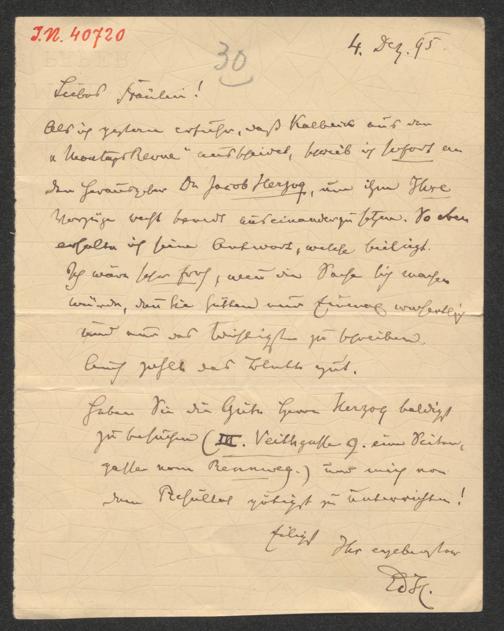 I.N. 40720
30
4. Dez. 95.
Liebes Fräulein!
Als ich gestern erfuhr, daß Kalbeck aus der
"Montags Revue" ausscheidet, schrieb ich sofort an
den Herausgeber Dr Jacob Herzog, um ihm Ihre
Vorzüge recht bereits auseinanderzusetzen. So eben
erhalte ich seine Antwort, welche beiliegt.
Ich wäre sehr froh, wenn die Sache sich machen
würde, denn Sie hätten nur Einmal wöchentlich
und nur das Wichtigste zu schreiben.
Auch zahlt das Blatt gut.
Haben Sie die Güte Herrn Herzog baldigst
zu besuchen (III. Veithgasse 9. eine Seiten-
gasse vom Rennweg.) und mich von
dem Resultat gütigst zu unterrichten!
Eiligst Ihr ergebenster
EdH.